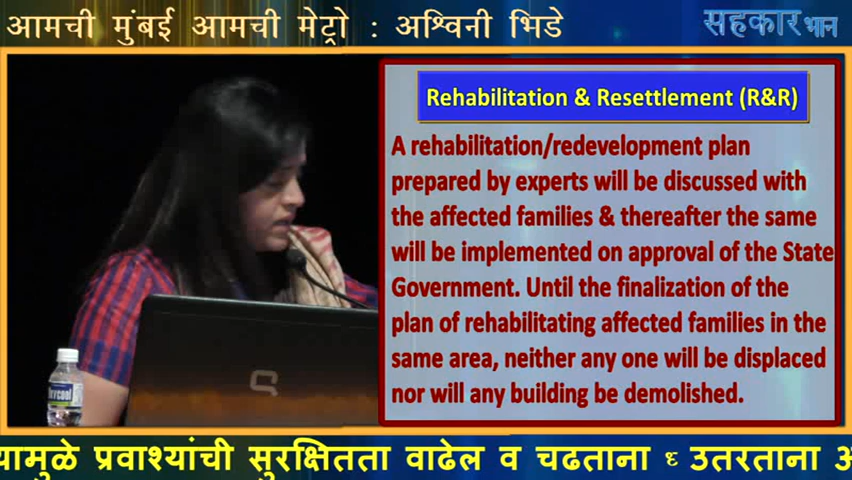 आमची मुंबई आमची मेट्रो : अश्विनी भिडे
सहकार भान
Rehabilitation & Resettlement (R&R)
A rehabilitation/redevelopment plan
prepared by experts will be discussed with
the affected families & thereafter the same
will be implemented on approval of the State
Government. Until the finalization of the
plan of rehabilitating affected families in the
same area, neither any one will be displaced
nor will any building be demolished.
यामुळे प्रवाश्यांची सुरक्षितता वाढेल व चढताना ६ उतरताना अ